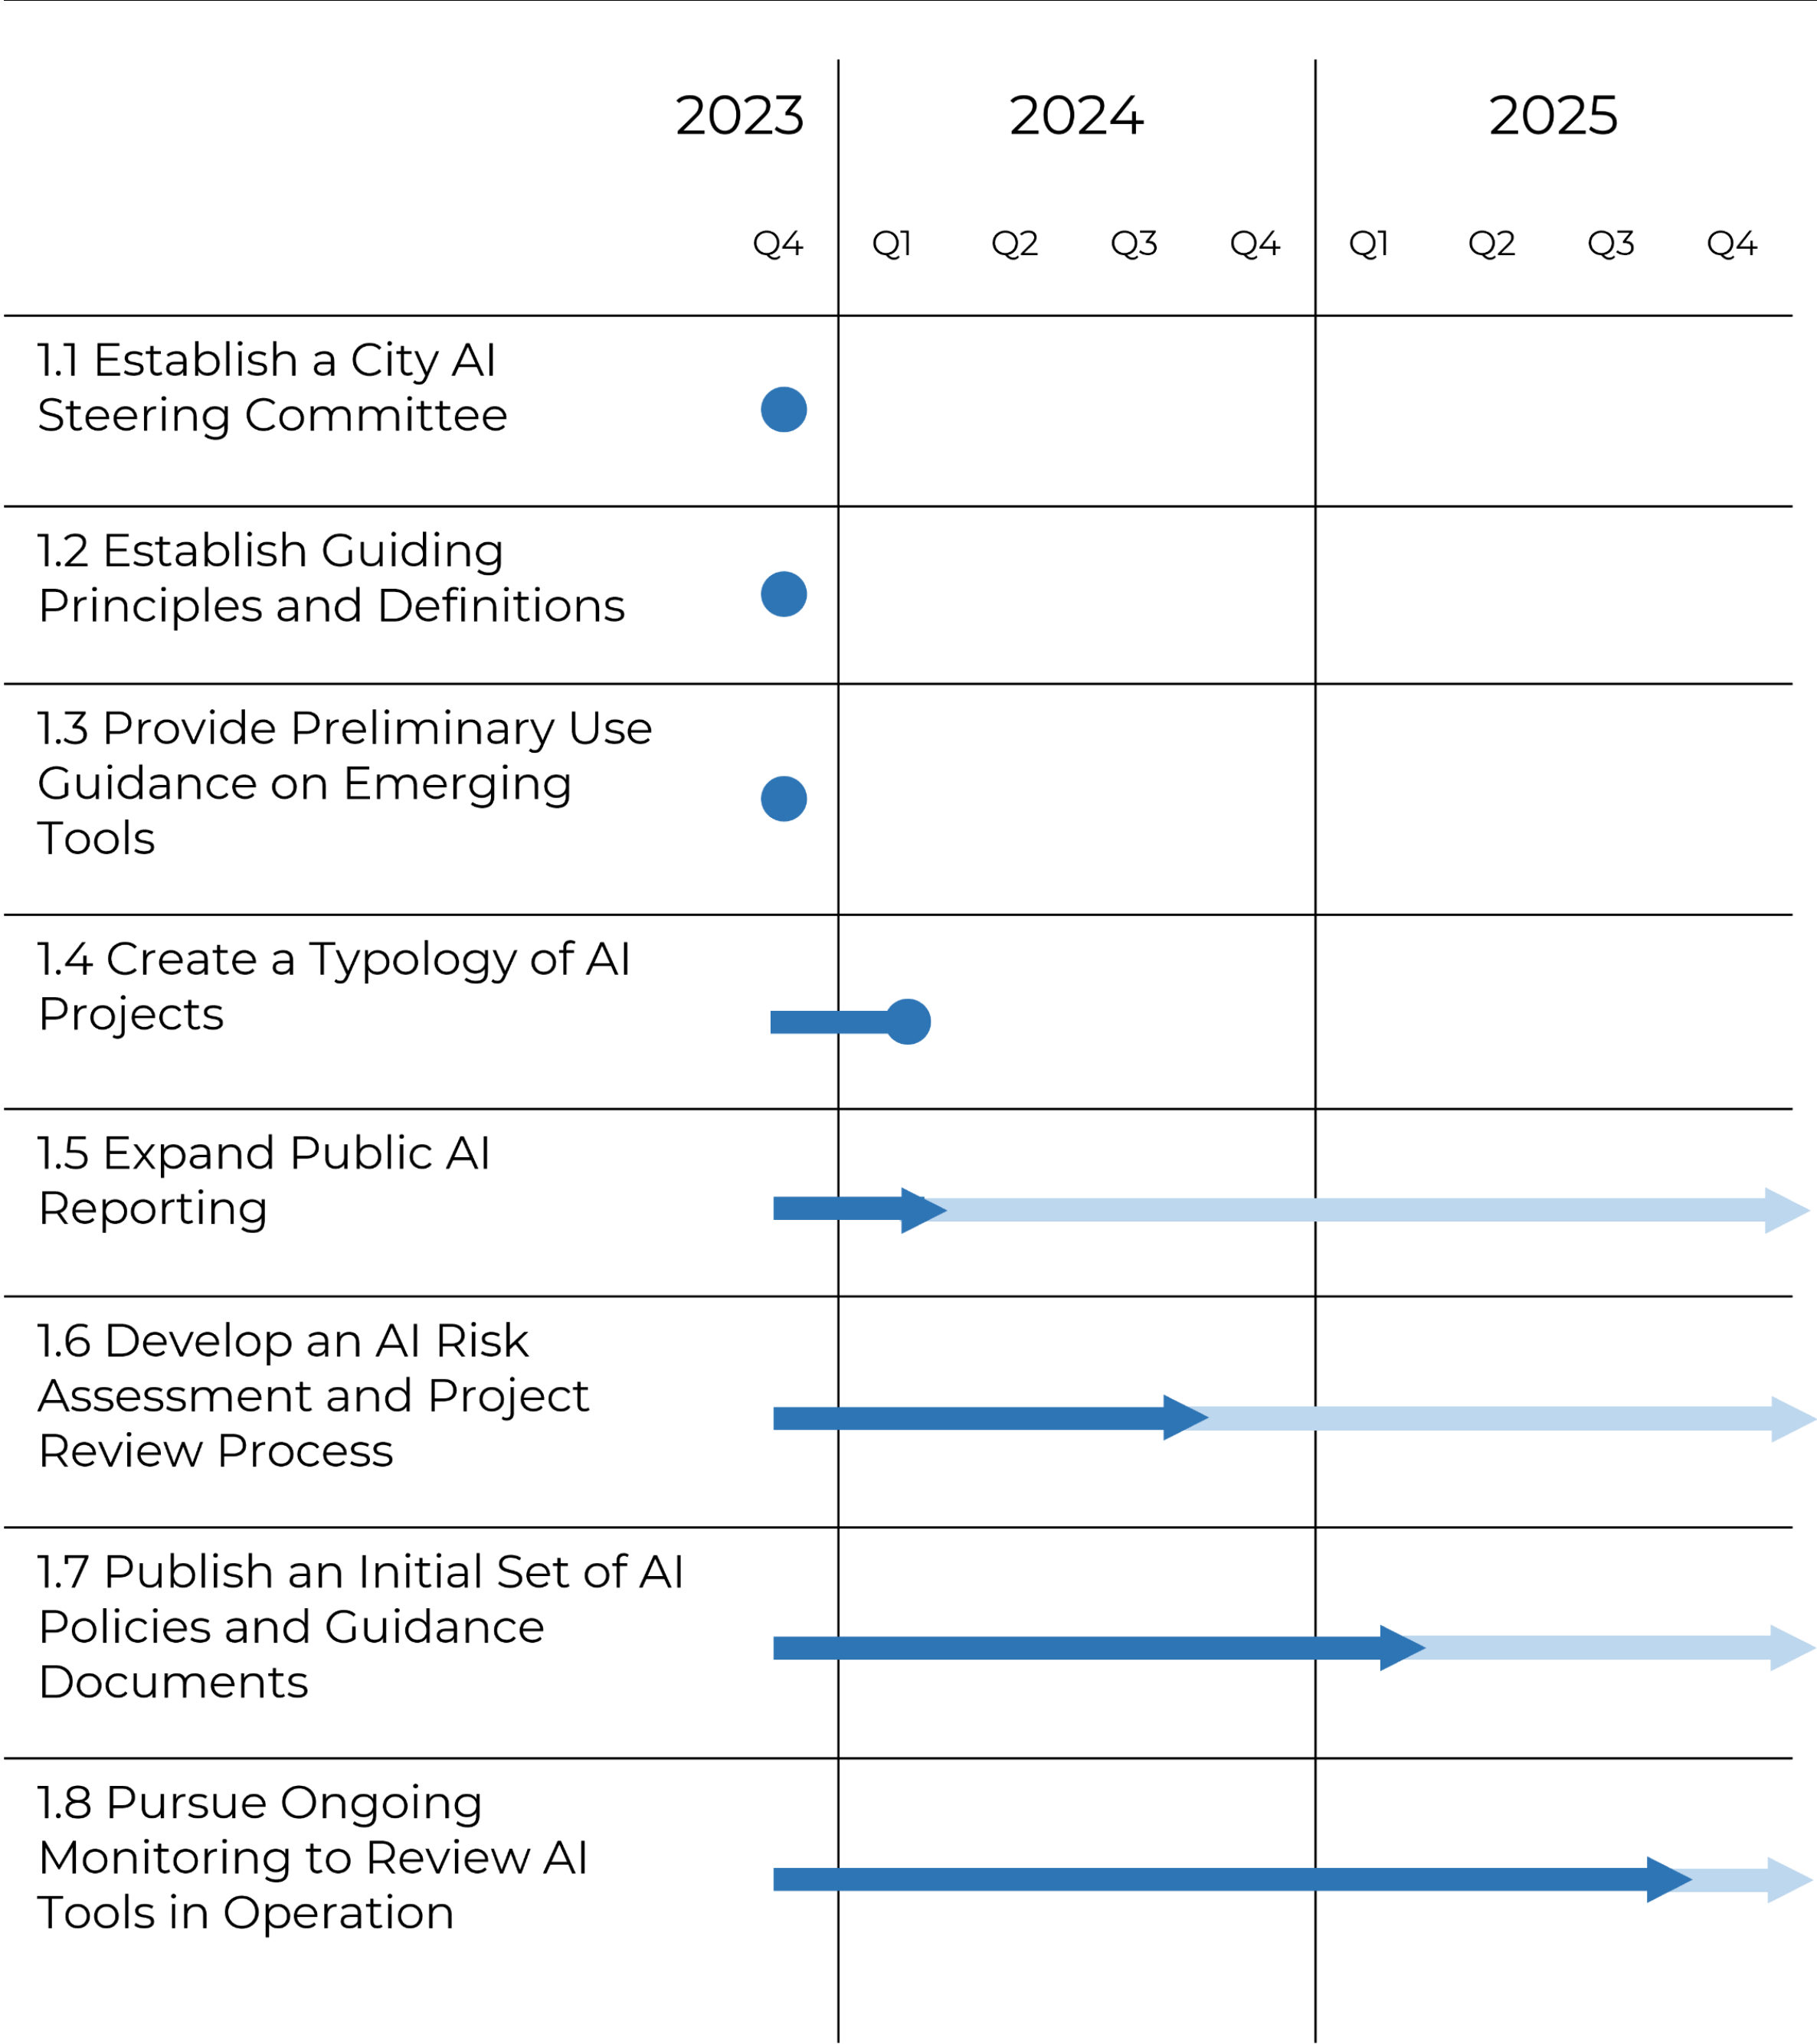 2023 2024 2025
Q4 Q1 Q2 Q3 Q4 Q1 Q2 Q3 Q4
1.1 Establish a City AI
Steering Committee
1.2 Establish Guiding
Principles and Definitions
1.3 Provide Preliminary Use
Guidance on Emerging
Tools
1.4 Create a Typology of AI
Projects
1.5 Expand Public AI
Reporting
1.6 Develop an AI Risk
Assessment and Project
Review Process
1.7 Publish an Initial Set of AI
Policies and Guidance
Documents
1.8 Pursue Ongoing
Monitoring to Review AI
Tools in Operation